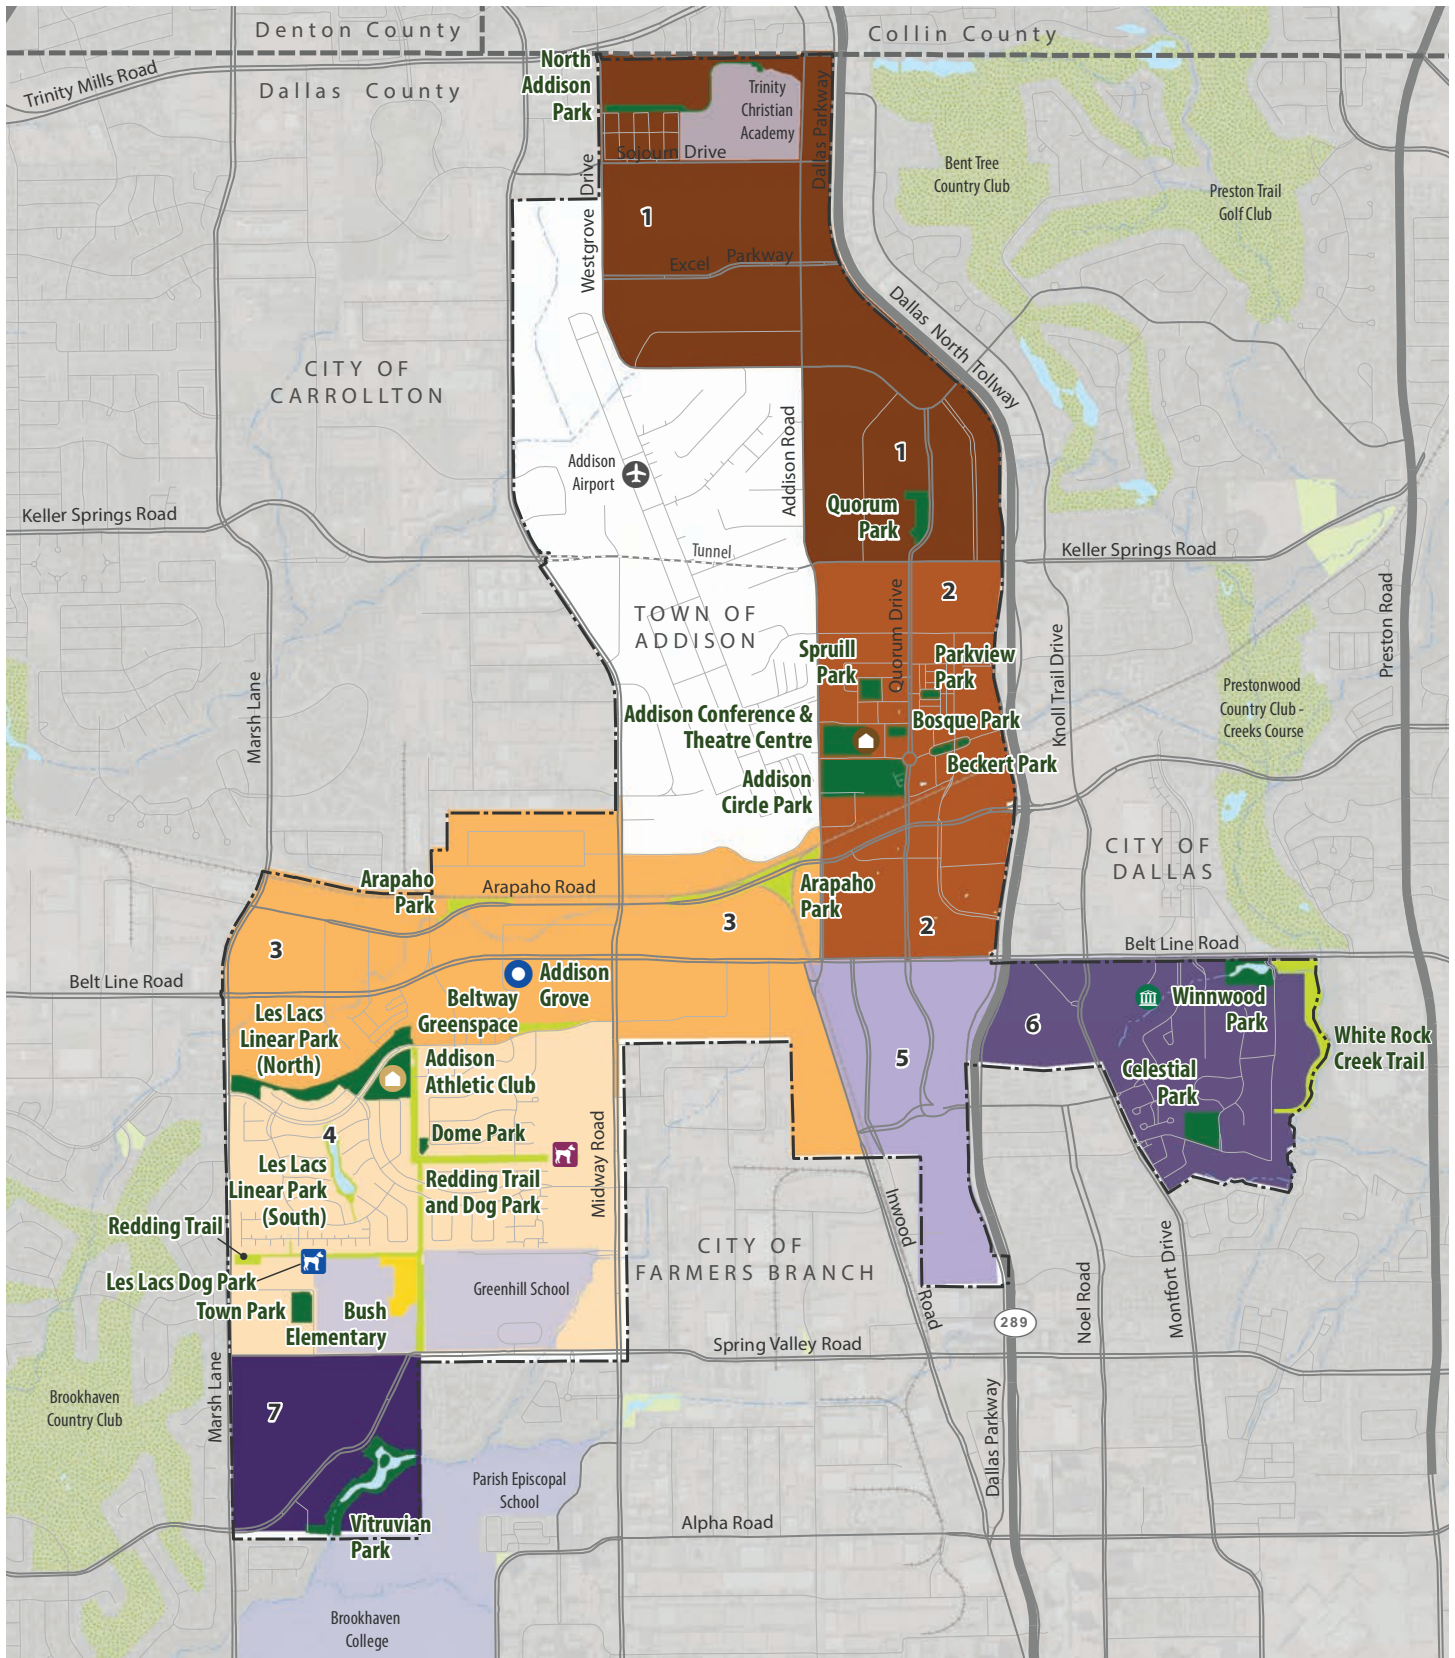 Denton County
Collin County
Trinity Mills Road
Dallas County
North
Addison
Park
Trinity
Christian
Academy
Dallas Parkway
Sojourn Drive
Westgrove Drive
1
Excel Parkway
Bent Tree
Country Club
Preston Trail
Golf Club
Dallas North Tollway
CITY OF
CARROLLTON
Addison
Airport
Addison Road
1
Quorum
Park
Keller Springs Road
Tunnel
Keller Springs Road
TOWN OF
ADDISON
2
Quorum Drive
Spruill
Park
Parkview
Park
Addison Conference &
Theatre Centre
Bosque Park
Beckert Park
Addison
Circle Park
Knoll Trail Drive
Preston Road
Marsh Lane
Prestonwood
Country Club -
Creeks Course
CITY OF
DALLAS
Arapaho
Park
Arapaho Road
Arapaho
Park
3
3
2
Belt Line Road
Belt Line Road
Addison
Grove
Beltway
Greenspace
Les Lacs
Linear Park
(North)
Addison
Athletic Club
5
6
Winnwood
Park
White Rock
Creek Trail
Celestial
Park
4
Dome Park
Les Lacs
Linear Park
(South)
Redding Trail
and Dog Park
Midway Road
Redding Trail
Les Lacs Dog Park
Town Park
Bush
Elementary
Greenhill School
CITY OF
FARMERS BRANCH
Inwood Road
289
Noel Road
Montfort Drive
Spring Valley Road
Marsh Lane
Brookhaven
Country Club
7
Dallas Parkway
Parish Episcopal
School
Vitruvian
Park
Alpha Road
Brookhaven
College